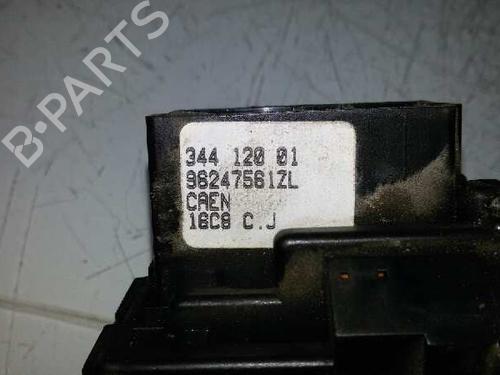 B-PARTS
344 120 01
96247561ZL
CAEN
16C8 C.J